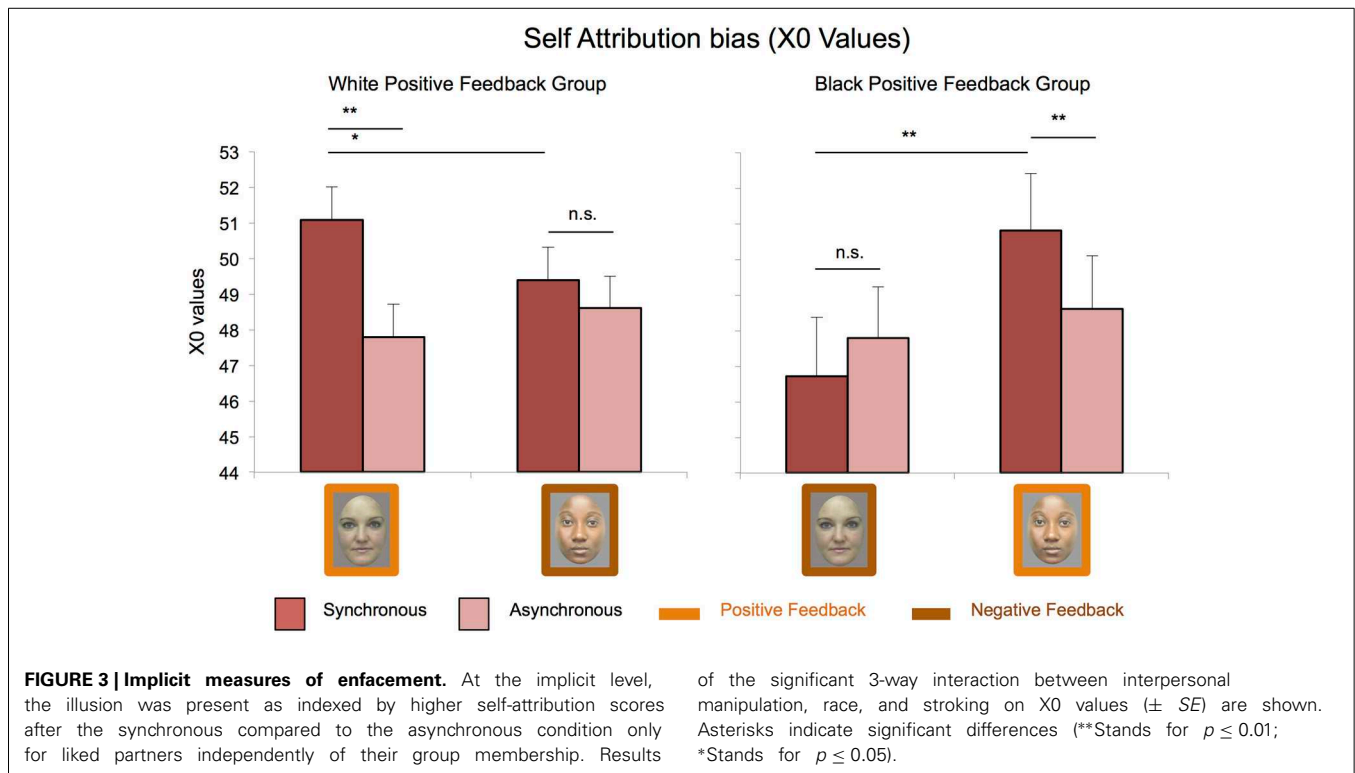 Self Attribution bias (X0 Values)
White Positive Feedback Group
Black Positive Feedback Group
**
*
n.s.
**
**
n.s.
X0 values
53
52
51
50
49
48
47
46
45
44
Synchronous
Asynchronous
Positive Feedback
Negative Feedback
FIGURE 3 | Implicit measures of enfacement. At the implicit level,
the illusion was present as indexed by higher self-attribution scores
after the synchronous compared to the asynchronous condition only
for liked partners independently of their group membership. Results
of the significant 3-way interaction between interpersonal
manipulation, race, and stroking on X0 values (± SE) are shown.
Asterisks indicate significant differences (**Stands for p ≤ 0.01;
*Stands for p ≤ 0.05).